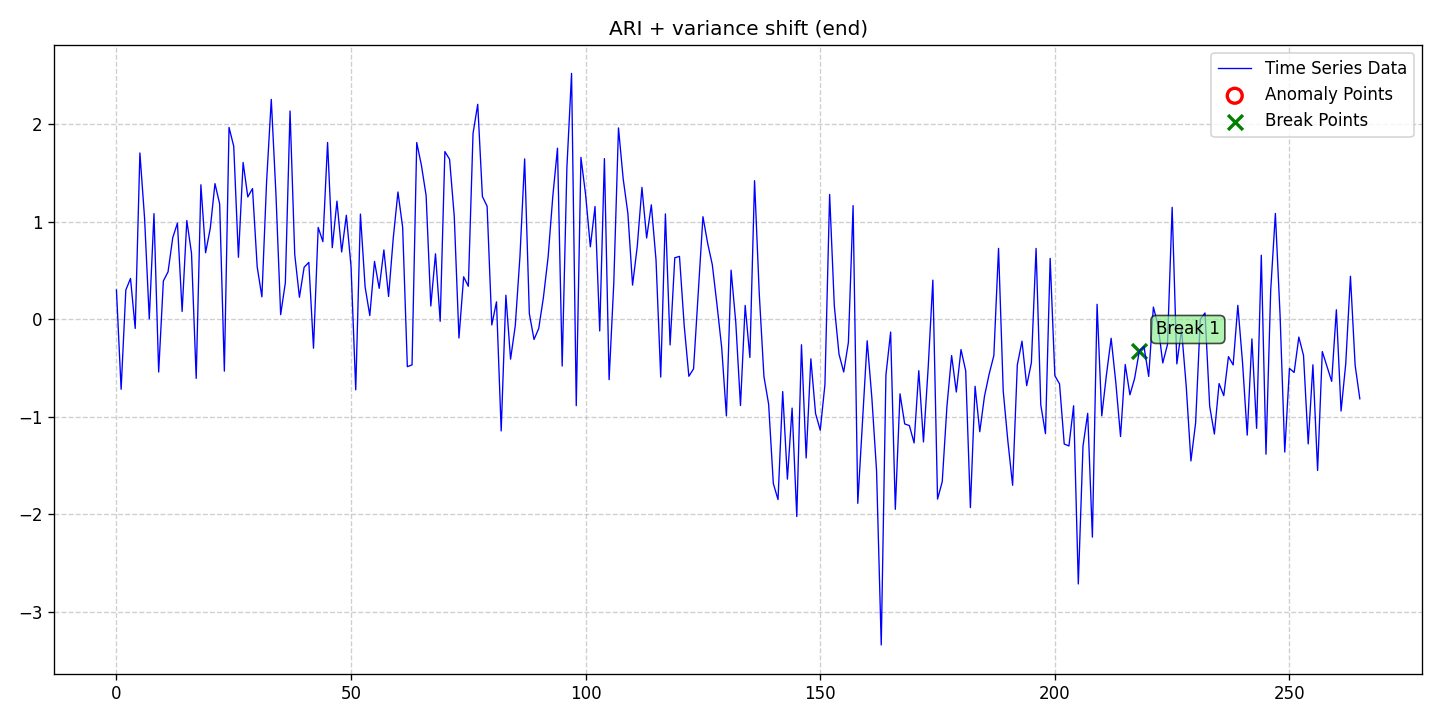 ARI + variance shift (end)
Time Series Data
Anomaly Points
Break Points
2
1
0
−1
−2
−3
Break 1
0
50
100
150
200
250